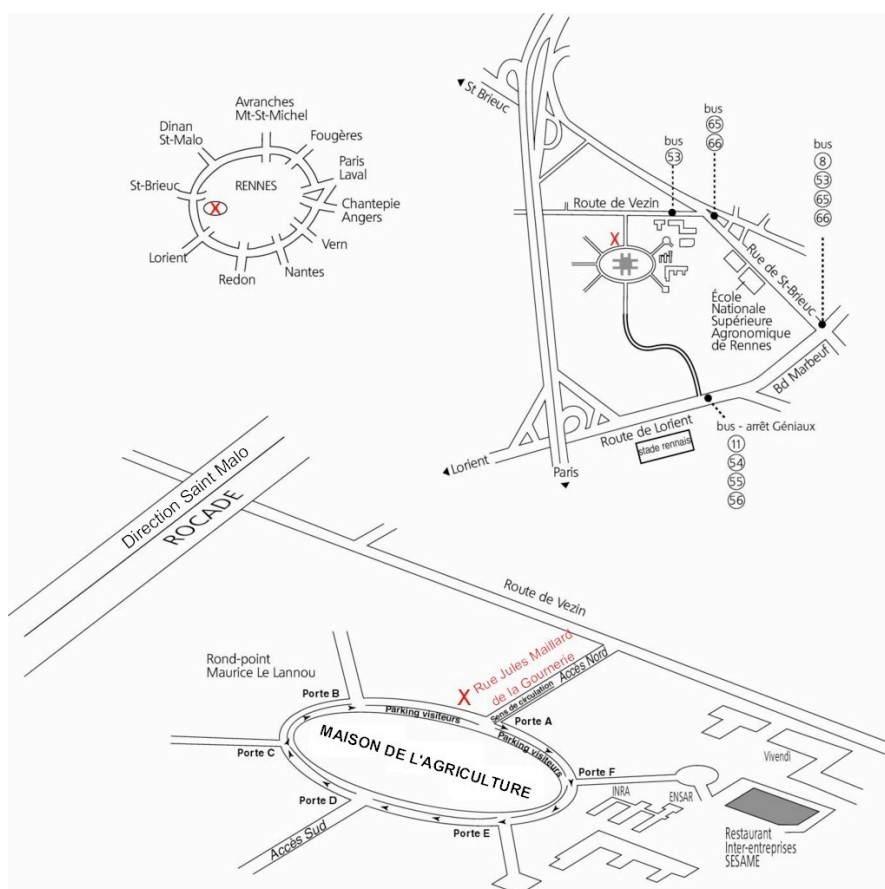 Avranches
Mt-St-Michel
Dinan
St-Malo
Fougères
Paris
Laval
St-Brieuc
RENNES
X
Chantepie
Angers
Vern
Lorient
Redon
Nantes
St Brieuc
bus
53
bus
65
66
bus
8
53
65
66
Route de Vezin
X
Rue de St-Brieuc
École
Nationale
Supérieure
Agronomique
de Rennes
Bd Marbeuf
Route de Lorient
stade rennais
bus - arrêt Géniaux
11
54
55
56
Lorient
Paris
Direction Saint Malo
ROCADE
Route de Vezin
Rond-point
Maurice Le Lannou
X
Rue Jules Maillard
de la Gournerie
Sens de circulation
Accès Nord
Porte B
Parking visiteurs
Porte A
Parking visiteurs
MAISON DE L'AGRICULTURE
Porte C
Porte F
Porte D
Porte E
Accès Sud
INRA
ENSAR
Vivendi
Restaurant
Inter-entreprises
SESAME